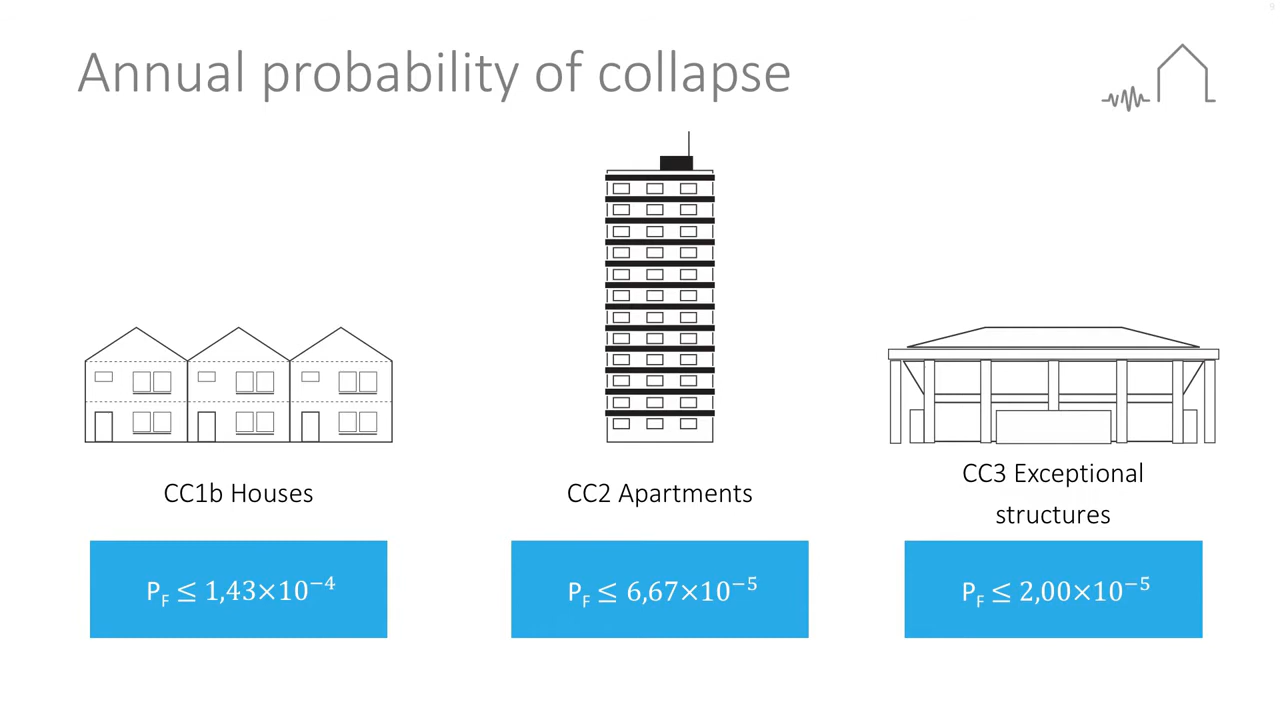 9
Annual probability of collapse
CC1b Houses
CC2 Apartments
CC3 Exceptional
structures
P_F ≤ 1,43×10⁻⁴
P_F ≤ 6,67×10⁻⁵
P_F ≤ 2,00×10⁻⁵